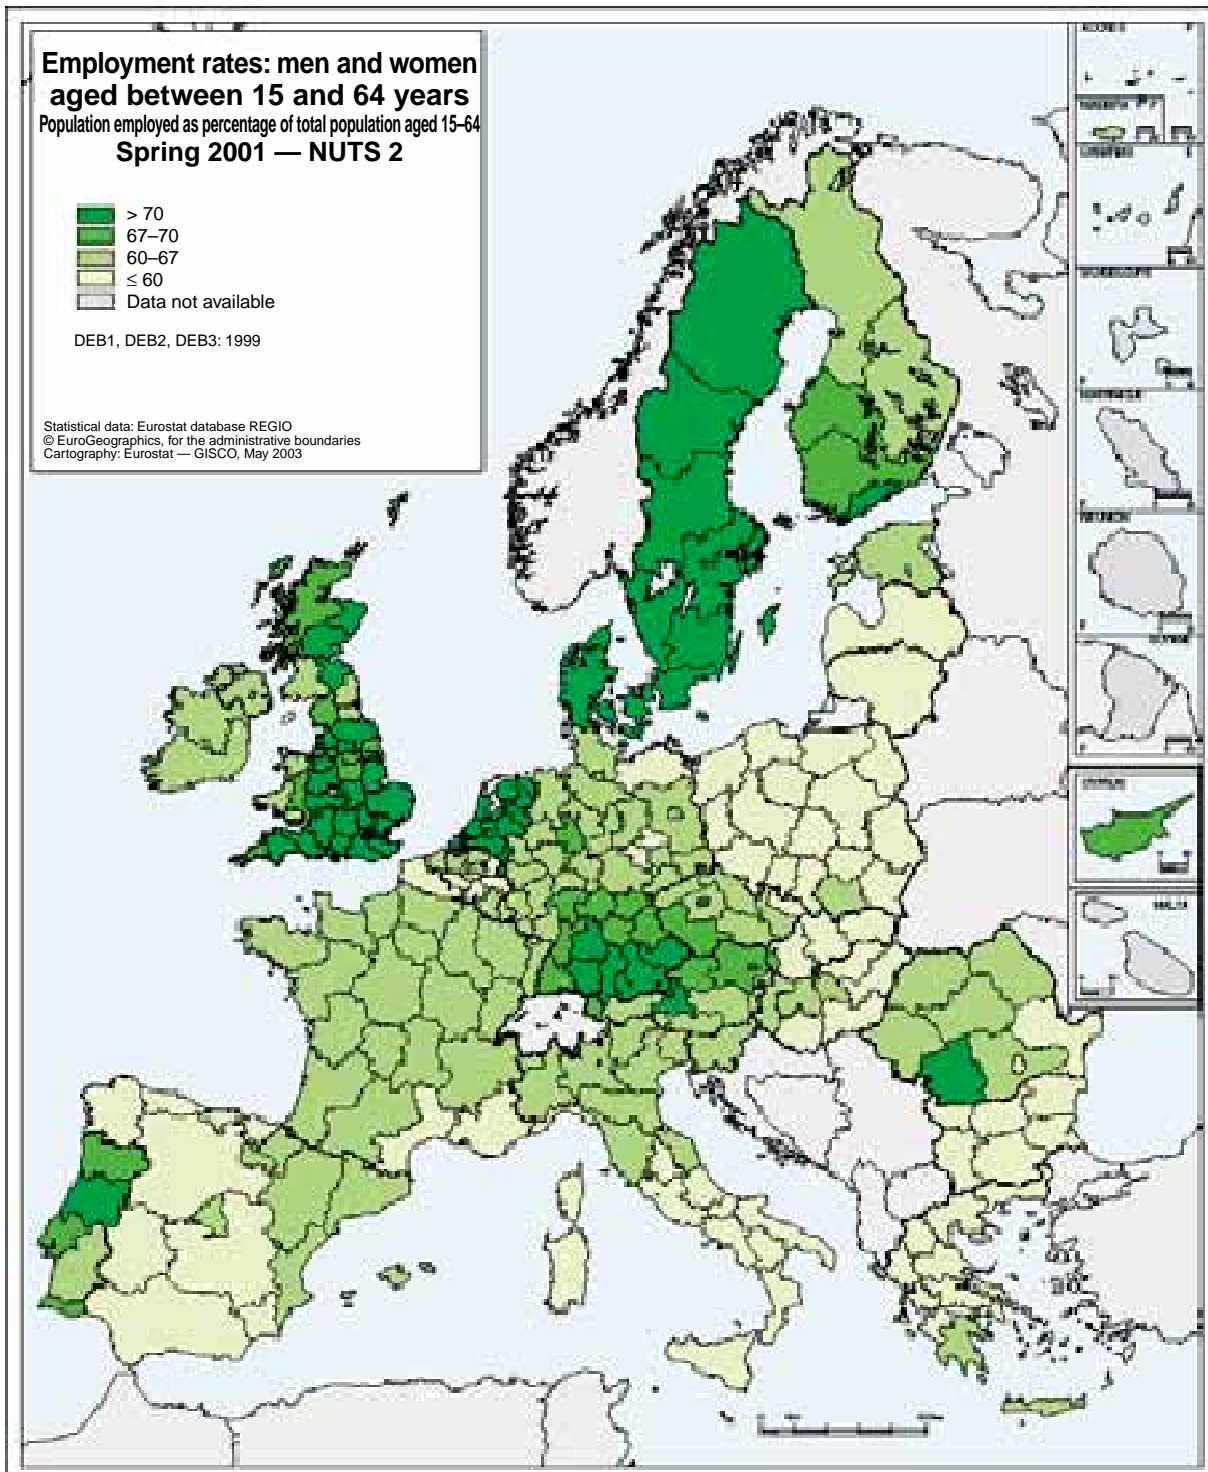 Employment rates: men and women
aged between 15 and 64 years
Population employed as percentage of total population aged 15–64
Spring 2001 — NUTS 2
> 70
67–70
60–67
≤ 60
Data not available
DEB1, DEB2, DEB3: 1999
Statistical data: Eurostat database REGIO
© EuroGeographics, for the administrative boundaries
Cartography: Eurostat — GISCO, May 2003